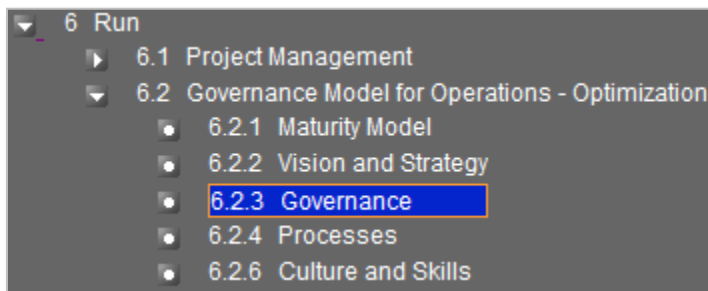 6 Run
6.1 Project Management
6.2 Governance Model for Operations - Optimization
6.2.1 Maturity Model
6.2.2 Vision and Strategy
6.2.3 Governance
6.2.4 Processes
6.2.6 Culture and Skills